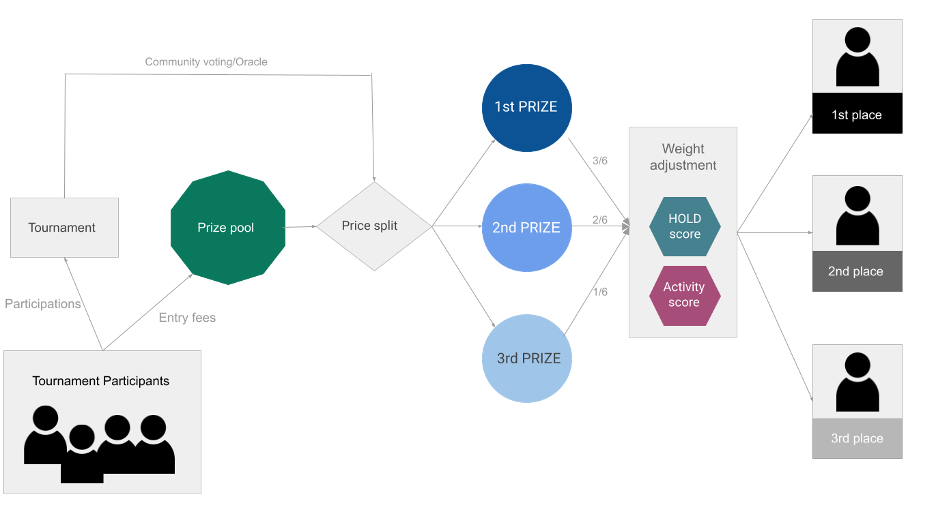 Community voting/Oracle
Tournament
Participations
Entry fees
Tournament Participants
Prize pool
Price split
1st PRIZE
2nd PRIZE
3rd PRIZE
3/6
2/6
1/6
Weight
adjustment
HOLD
score
Activity
score
1st place
2nd place
3rd place